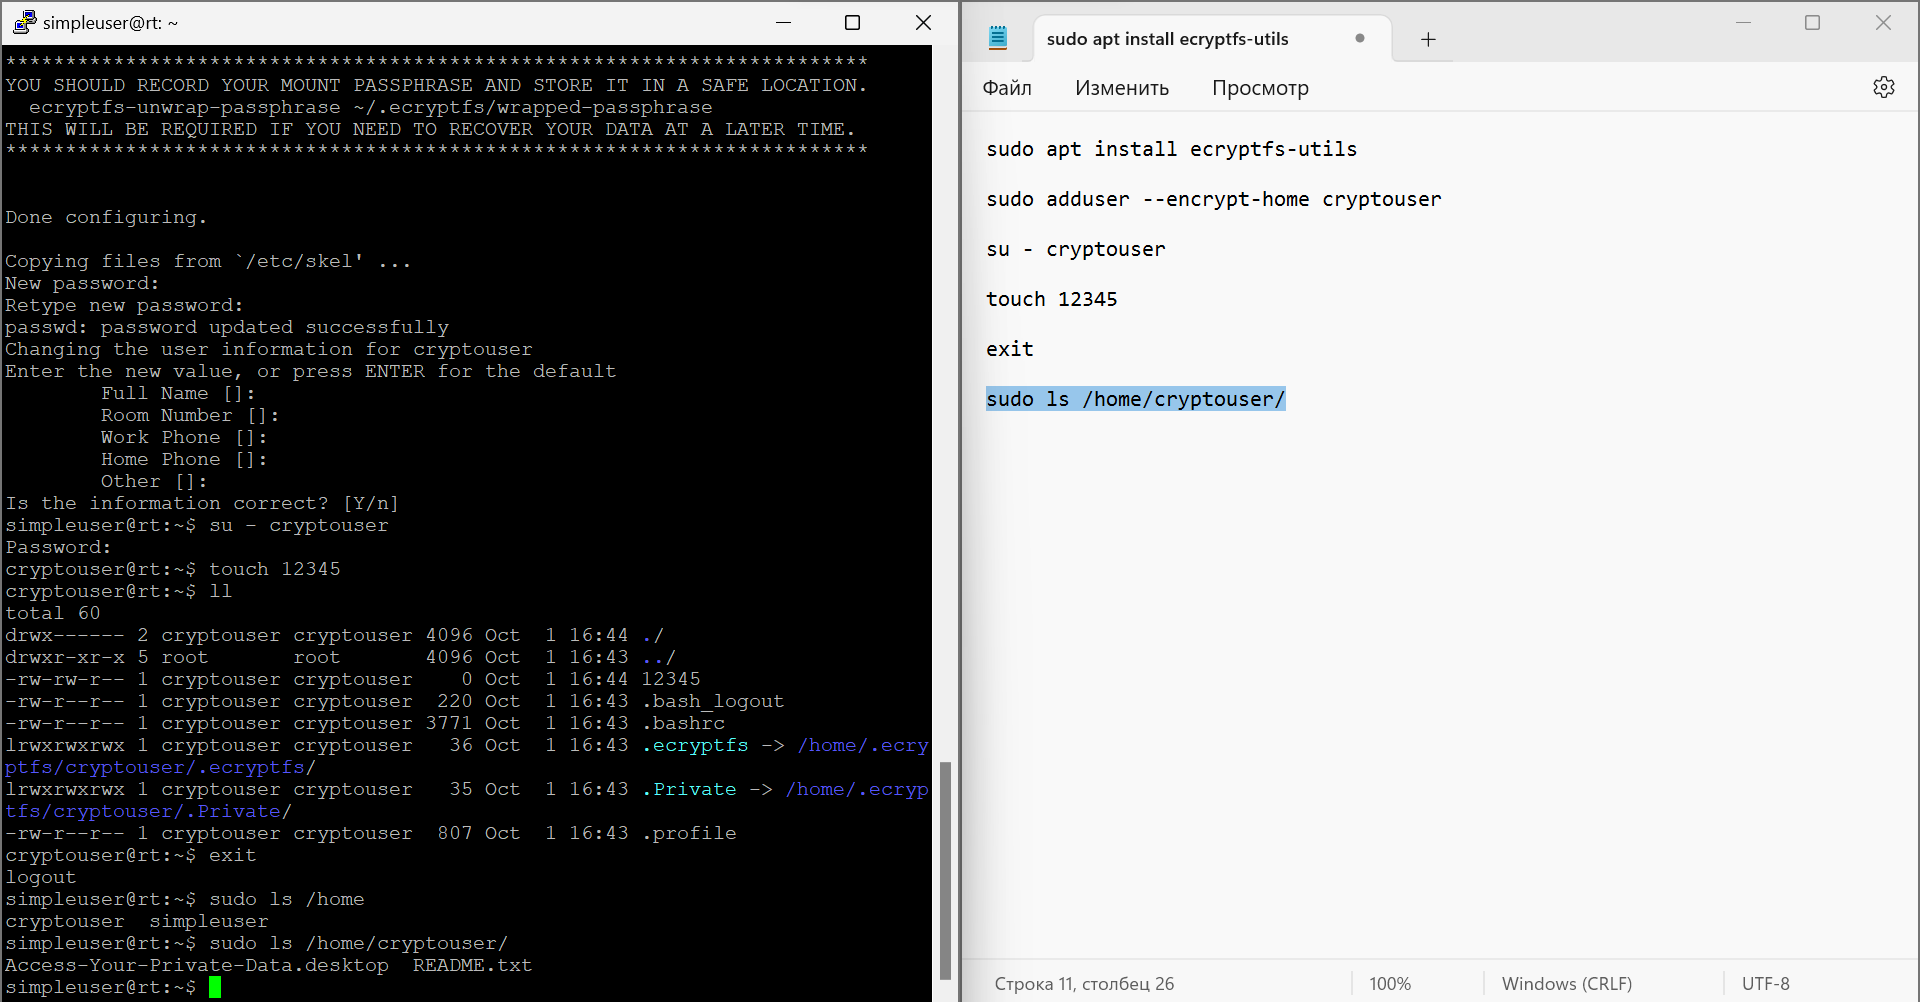 simpleuser@rt: ~
************************************************************************
YOU SHOULD RECORD YOUR MOUNT PASSPHRASE AND STORE IT IN A SAFE LOCATION.
  ecryptfs-unwrap-passphrase ~/.ecryptfs/wrapped-passphrase
THIS WILL BE REQUIRED IF YOU NEED TO RECOVER YOUR DATA AT A LATER TIME.
************************************************************************
Done configuring.
Copying files from `/etc/skel' ...
New password:
Retype new password:
passwd: password updated successfully
Changing the user information for cryptouser
Enter the new value, or press ENTER for the default
        Full Name []:
        Room Number []:
        Work Phone []:
        Home Phone []:
        Other []:
Is the information correct? [Y/n]
simpleuser@rt:~$ su - cryptouser
Password:
cryptouser@rt:~$ touch 12345
cryptouser@rt:~$ ll
total 60
drwx------ 2 cryptouser cryptouser 4096 Oct  1 16:44 ./
drwxr-xr-x 5 root       root       4096 Oct  1 16:43 ../
-rw-rw-r-- 1 cryptouser cryptouser    0 Oct  1 16:44 12345
-rw-r--r-- 1 cryptouser cryptouser  220 Oct  1 16:43 .bash_logout
-rw-r--r-- 1 cryptouser cryptouser 3771 Oct  1 16:43 .bashrc
lrwxrwxrwx 1 cryptouser cryptouser   36 Oct  1 16:43 .ecryptfs -> /home/.ecry
ptfs/cryptouser/.ecryptfs/
lrwxrwxrwx 1 cryptouser cryptouser   35 Oct  1 16:43 .Private -> /home/.ecryp
tfs/cryptouser/.Private/
-rw-r--r-- 1 cryptouser cryptouser  807 Oct  1 16:43 .profile
cryptouser@rt:~$ exit
logout
simpleuser@rt:~$ sudo ls /home
cryptouser  simpleuser
simpleuser@rt:~$ sudo ls /home/cryptouser/
Access-Your-Private-Data.desktop  README.txt
simpleuser@rt:~$
sudo apt install ecryptfs-utils
Файл Изменить Просмотр
sudo apt install ecryptfs-utils
sudo adduser --encrypt-home cryptouser
su - cryptouser
touch 12345
exit
sudo ls /home/cryptouser/
Строка 11, столбец 26 100% Windows (CRLF) UTF-8